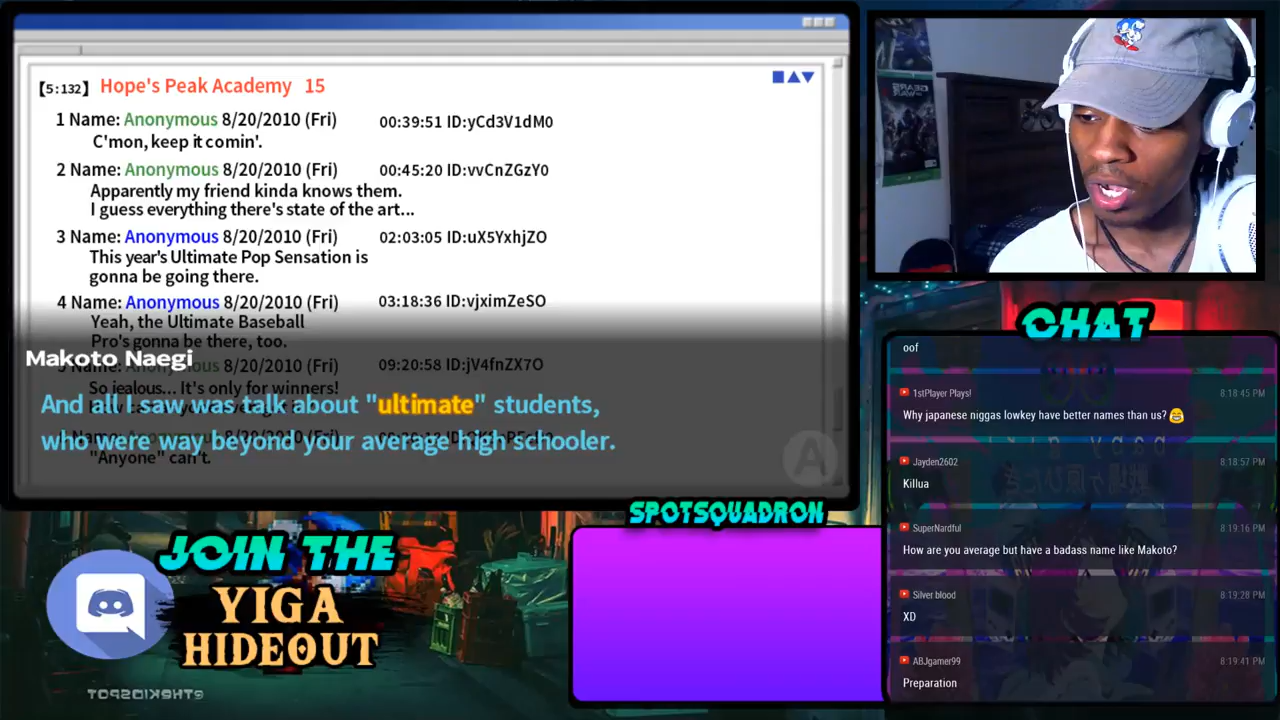 【5:132】 Hope's Peak Academy 15
1 Name: Anonymous 8/20/2010 (Fri) 00:39:51 ID:yCd3V1dM0
C'mon, keep it comin'.
2 Name: Anonymous 8/20/2010 (Fri) 00:45:20 ID:vvCnZGzY0
Apparently my friend kinda knows them.
I guess everything there's state of the art...
3 Name: Anonymous 8/20/2010 (Fri) 02:03:05 ID:uX5YxhjZO
This year's Ultimate Pop Sensation is
gonna be going there.
4 Name: Anonymous 8/20/2010 (Fri) 03:18:36 ID:vjximZeSO
Yeah, the Ultimate Baseball
Pro's gonna be there, too.
Makoto Naegi
09:20:58 ID:jV4fnZX7O
So jealous... It's only for winners!
And all I saw was talk about "ultimate" students,
who were way beyond your average high schooler.
"Anyone" can't.
A
SPOTSQUADRON
JOIN THE
YIGA
HIDEOUT
@THEKIDSPOT
CHAT
oof
1stPlayer Plays! 8:18:45 PM
Why japanese niggas lowkey have better names than us? 😂
Jayden2602 8:18:57 PM
Killua
SuperNardful 8:19:16 PM
How are you average but have a badass name like Makoto?
Silver blood 8:19:28 PM
XD
ABJgamer99 8:19:41 PM
Preparation